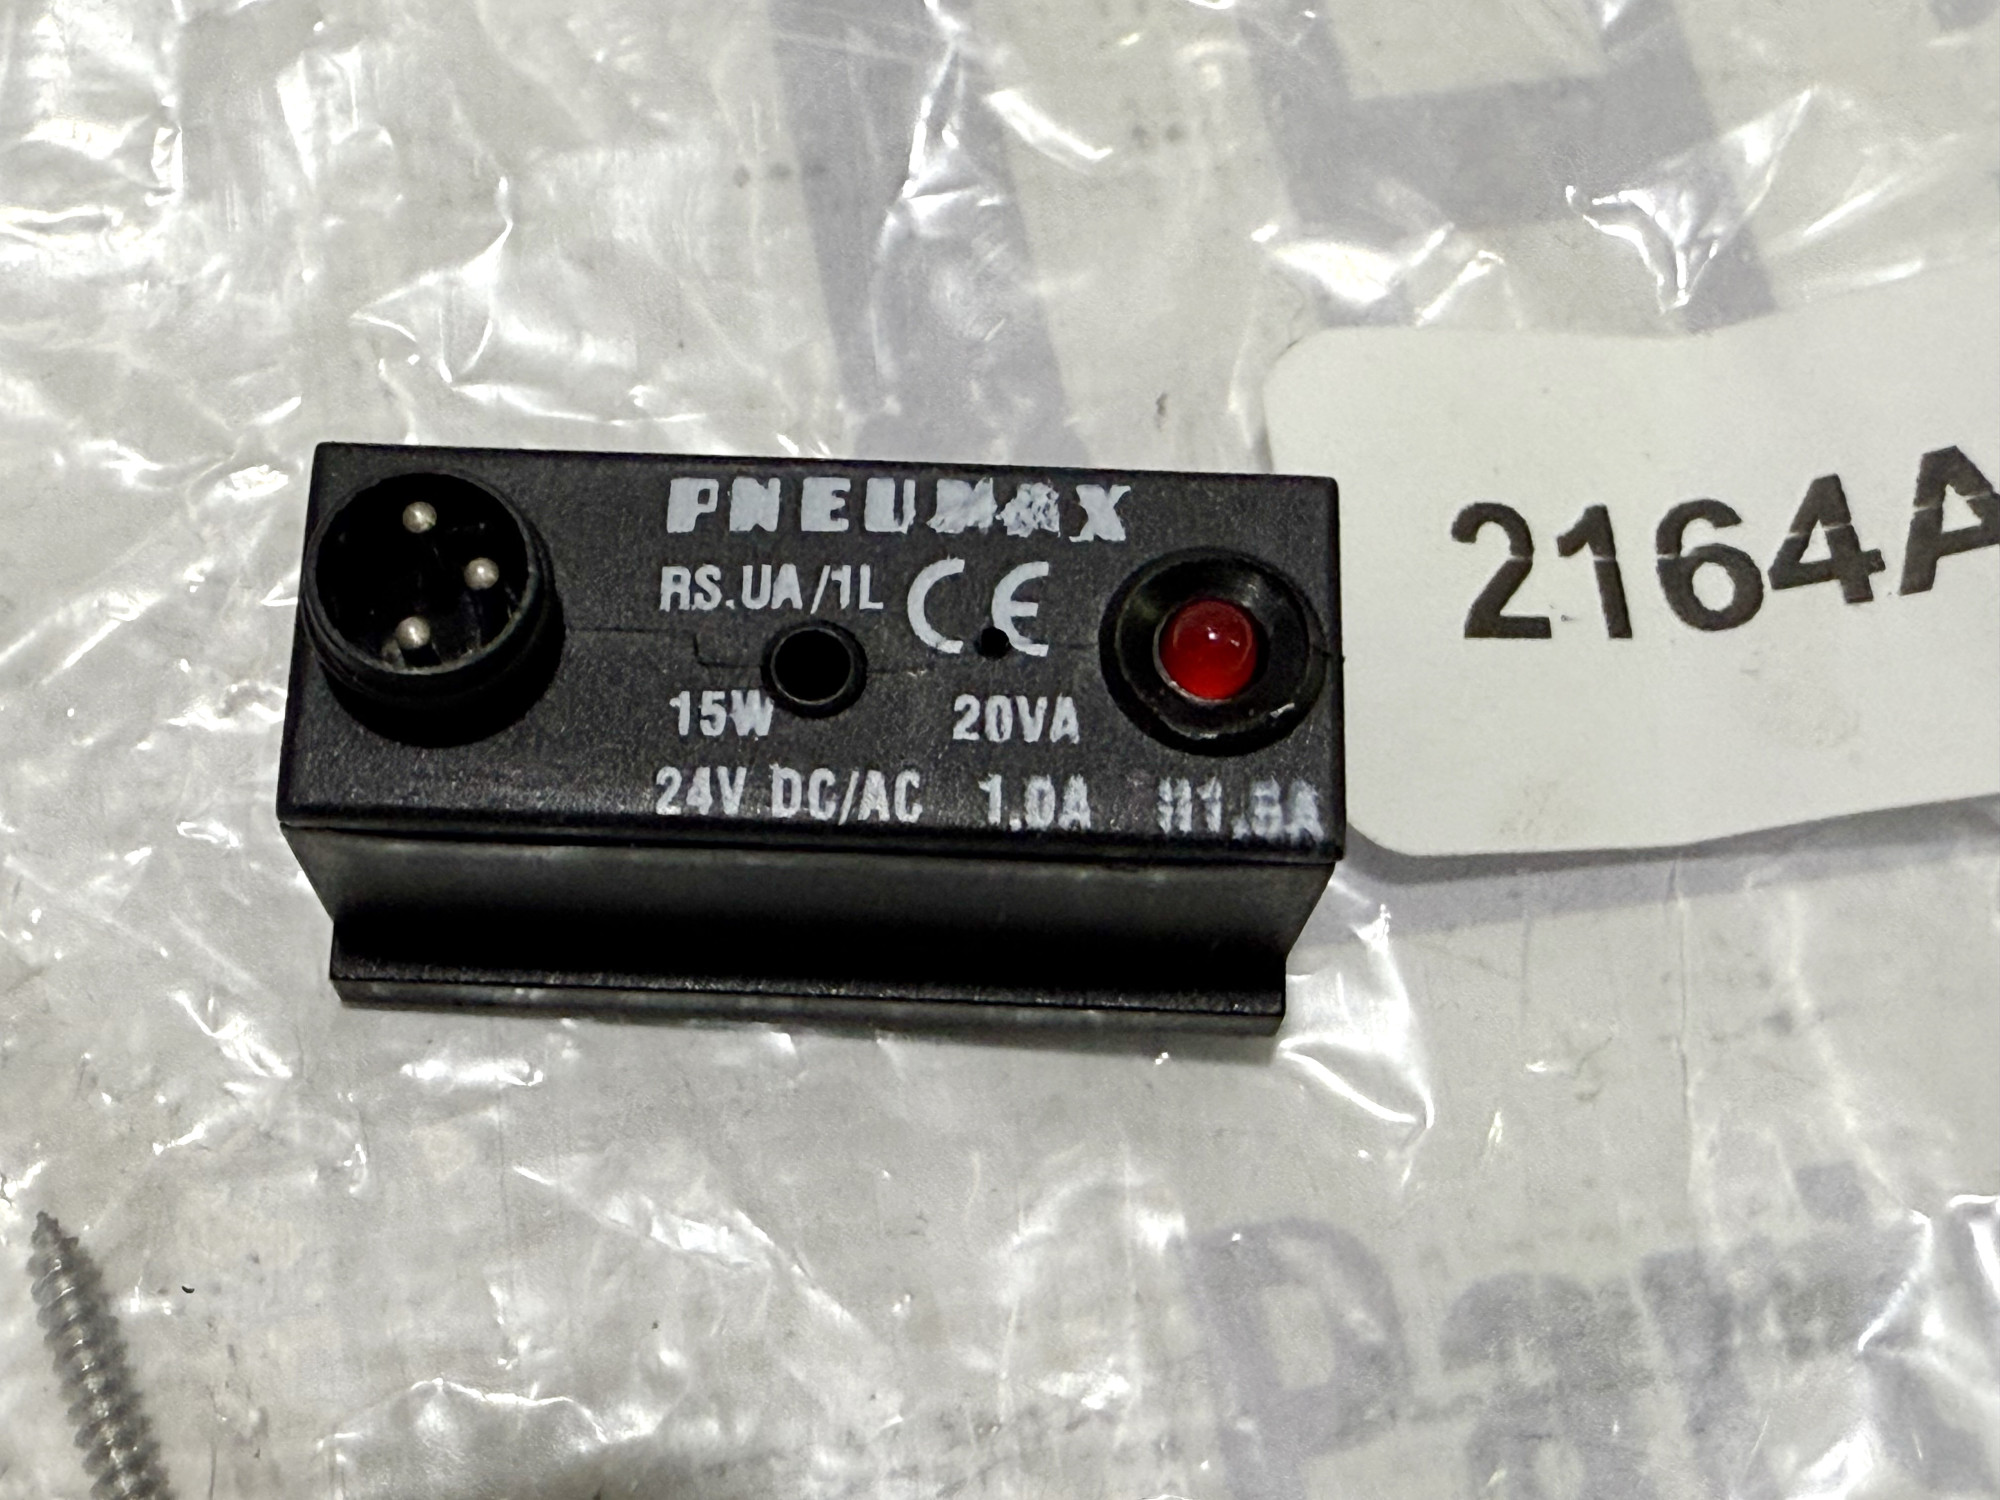 PNEUMAX
RS.UA/1L CE
15W 20VA
24V DC/AC 1.0A
2164A